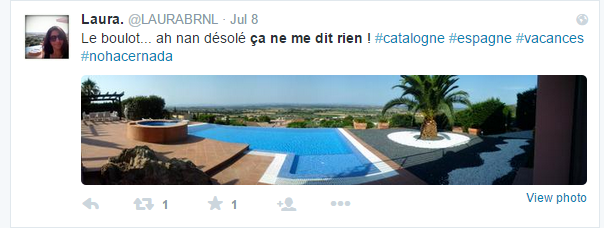 Laura. @LAURABRNL · Jul 8
Le boulot... ah nan désolé ça ne me dit rien ! #catalogne #espagne #vacances
#nohacernada
View photo
1 1